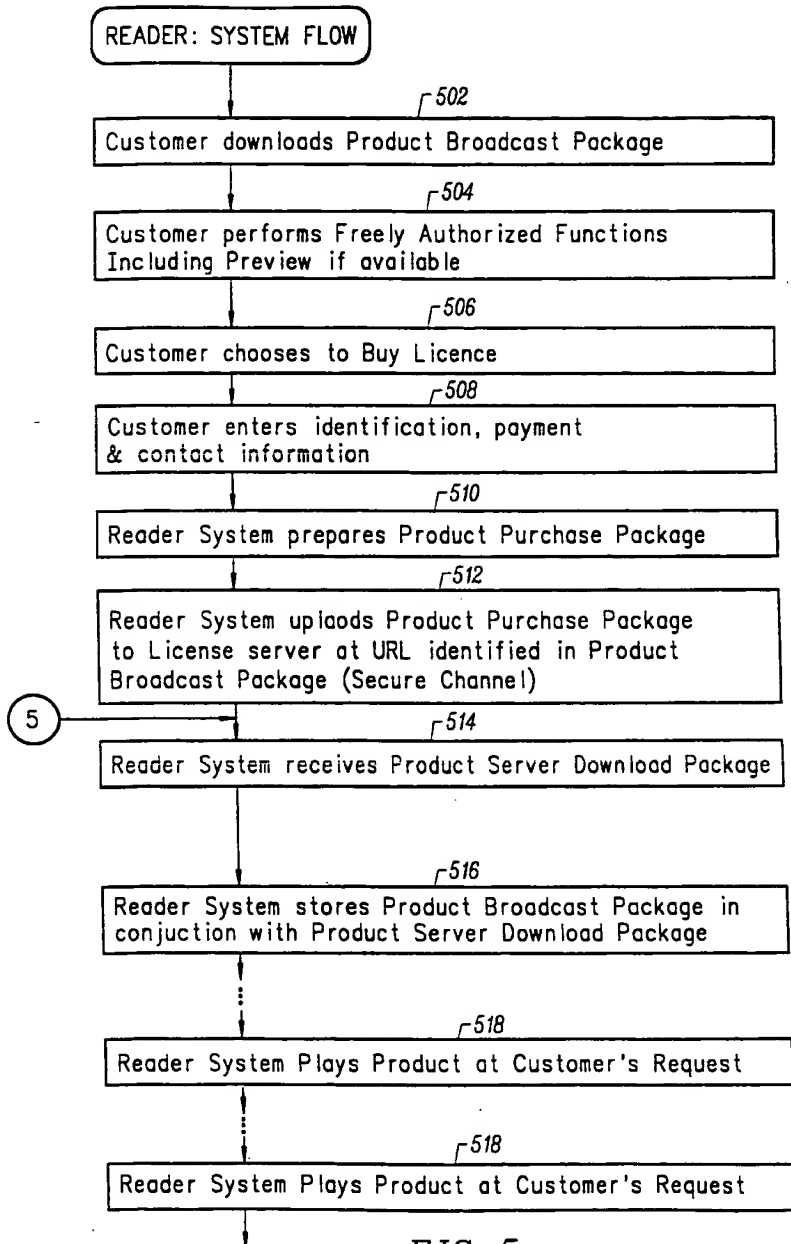 READER: SYSTEM FLOW
502
Customer downloads Product Broadcast Package
504
Customer performs Freely Authorized Functions
Including Preview if available
506
Customer chooses to Buy Licence
508
Customer enters identification, payment
& contact information
510
Reader System prepares Product Purchase Package
512
Reader System uplaods Product Purchase Package
to License server at URL identified in Product
Broadcast Package (Secure Channel)
5
514
Reader System receives Product Server Download Package
516
Reader System stores Product Broadcast Package in
conjuction with Product Server Download Package
518
Reader System Plays Product at Customer's Request
518
Reader System Plays Product at Customer's Request
FIG. 5